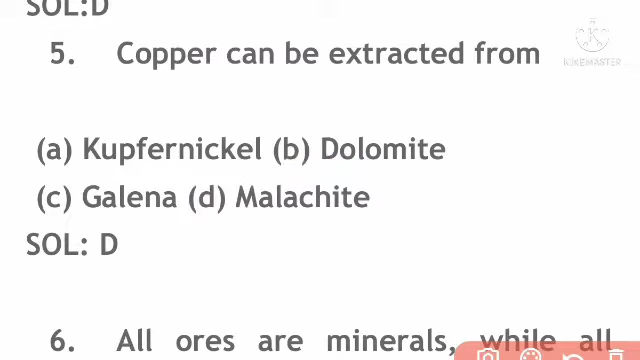 SOL:D
5. Copper can be extracted from
KINEMASTER
(a) Kupfernickel (b) Dolomite
(c) Galena (d) Malachite
SOL: D
6. All ores are minerals, while all